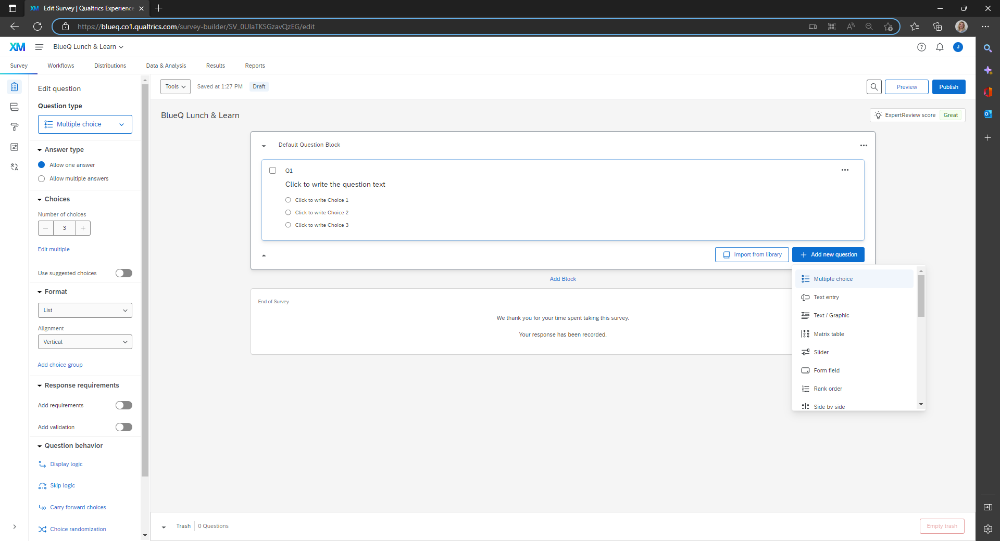 Edit Survey | Qualtrics Experience
https://blueq.co1.qualtrics.com/survey-builder/SV_0UIaTKSGzavQzEG/edit
XM
BlueQ Lunch & Learn
J
Survey
Workflows
Distributions
Data & Analysis
Results
Reports
Edit question
Question type
Multiple choice
Answer type
Allow one answer
Allow multiple answers
Choices
Number of choices
3
Edit multiple
Use suggested choices
Format
List
Alignment
Vertical
Add choice group
Response requirements
Add requirements
Add validation
Question behavior
Display logic
Skip logic
Carry forward choices
Choice randomization
Tools
Saved at 1:27 PM
Draft
Preview
Publish
BlueQ Lunch & Learn
ExpertReview score
Great
Default Question Block
Q1
Click to write the question text
Click to write Choice 1
Click to write Choice 2
Click to write Choice 3
Import from library
Add new question
Add Block
End of Survey
We thank you for your time spent taking this survey.
Your response has been recorded.
Multiple choice
Text entry
Text / Graphic
Matrix table
Slider
Form field
Rank order
Side by side
Trash
0 Questions
Empty trash